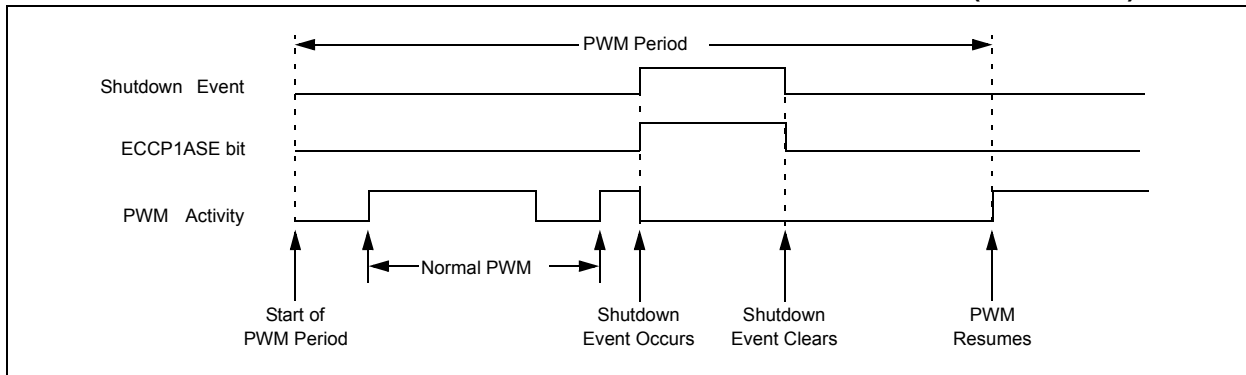 PWM Period
Shutdown Event
ECCP1ASE bit
PWM Activity
Normal PWM
Start of
PWM Period
Shutdown
Event Occurs
Shutdown
Event Clears
PWM
Resumes